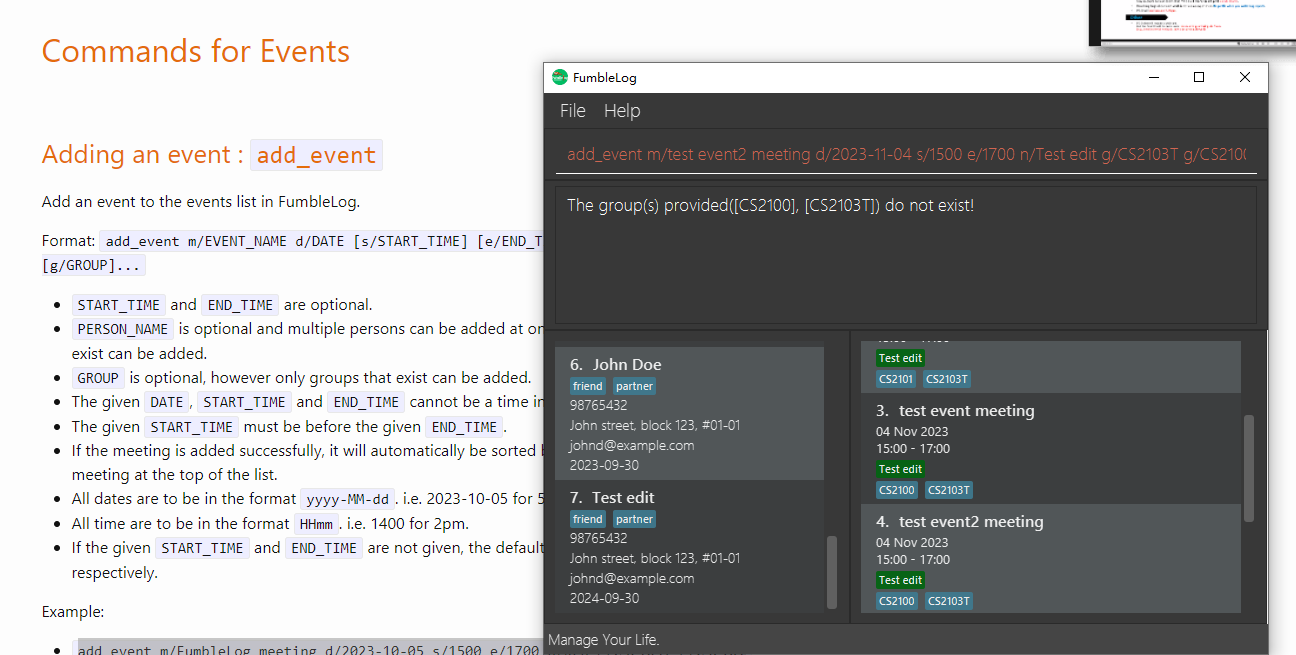 Commands for Events
Adding an event : add_event
Add an event to the events list in FumbleLog.
Format: add_event m/EVENT_NAME d/DATE [s/START_TIME] [e/END_T
[g/GROUP]...
START_TIME and END_TIME are optional.
PERSON_NAME is optional and multiple persons can be added at
exist can be added.
GROUP is optional, however only groups that exist can be added.
The given DATE, START_TIME and END_TIME cannot be a time in
The given START_TIME must be before the given END_TIME.
If the meeting is added successfully, it will automatically be sorted
meeting at the top of the list.
All dates are to be in the format yyyy-MM-dd. i.e. 2023-10-05 for 5
All time are to be in the format HHmm. i.e. 1400 for 2pm.
If the given START_TIME and END_TIME are not given, the default
respectively.
Example:
add_event m/FumbleLog meeting d/2023-10-05 s/1500 e/1700
FumbleLog
File Help
add_event m/test event2 meeting d/2023-11-04 s/1500 e/1700 n/Test edit g/CS2103T g/CS2100
The group(s) provided([CS2100], [CS2103T]) do not exist!
6. John Doe
friend partner
98765432
John street, block 123, #01-01
johnd@example.com
2023-09-30
7. Test edit
friend partner
98765432
John street, block 123, #01-01
johnd@example.com
2024-09-30
Test edit
CS2101 CS2103T
3. test event meeting
04 Nov 2023
15:00 - 17:00
Test edit
CS2100 CS2103T
4. test event2 meeting
04 Nov 2023
15:00 - 17:00
Test edit
CS2100 CS2103T
Manage Your Life.